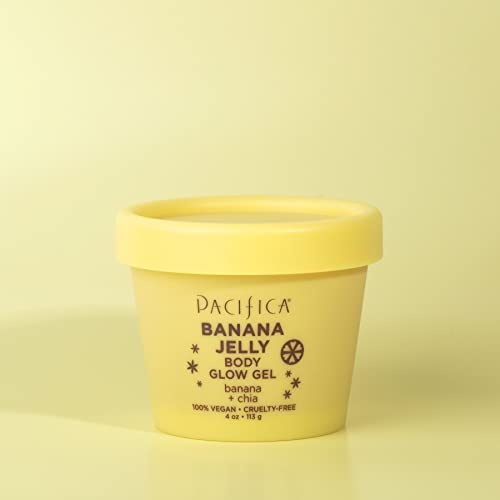 PACIFICA®
BANANA
JELLY
BODY
GLOW GEL
banana
+ chia
100% VEGAN • CRUELTY-FREE
4 oz • 113 g